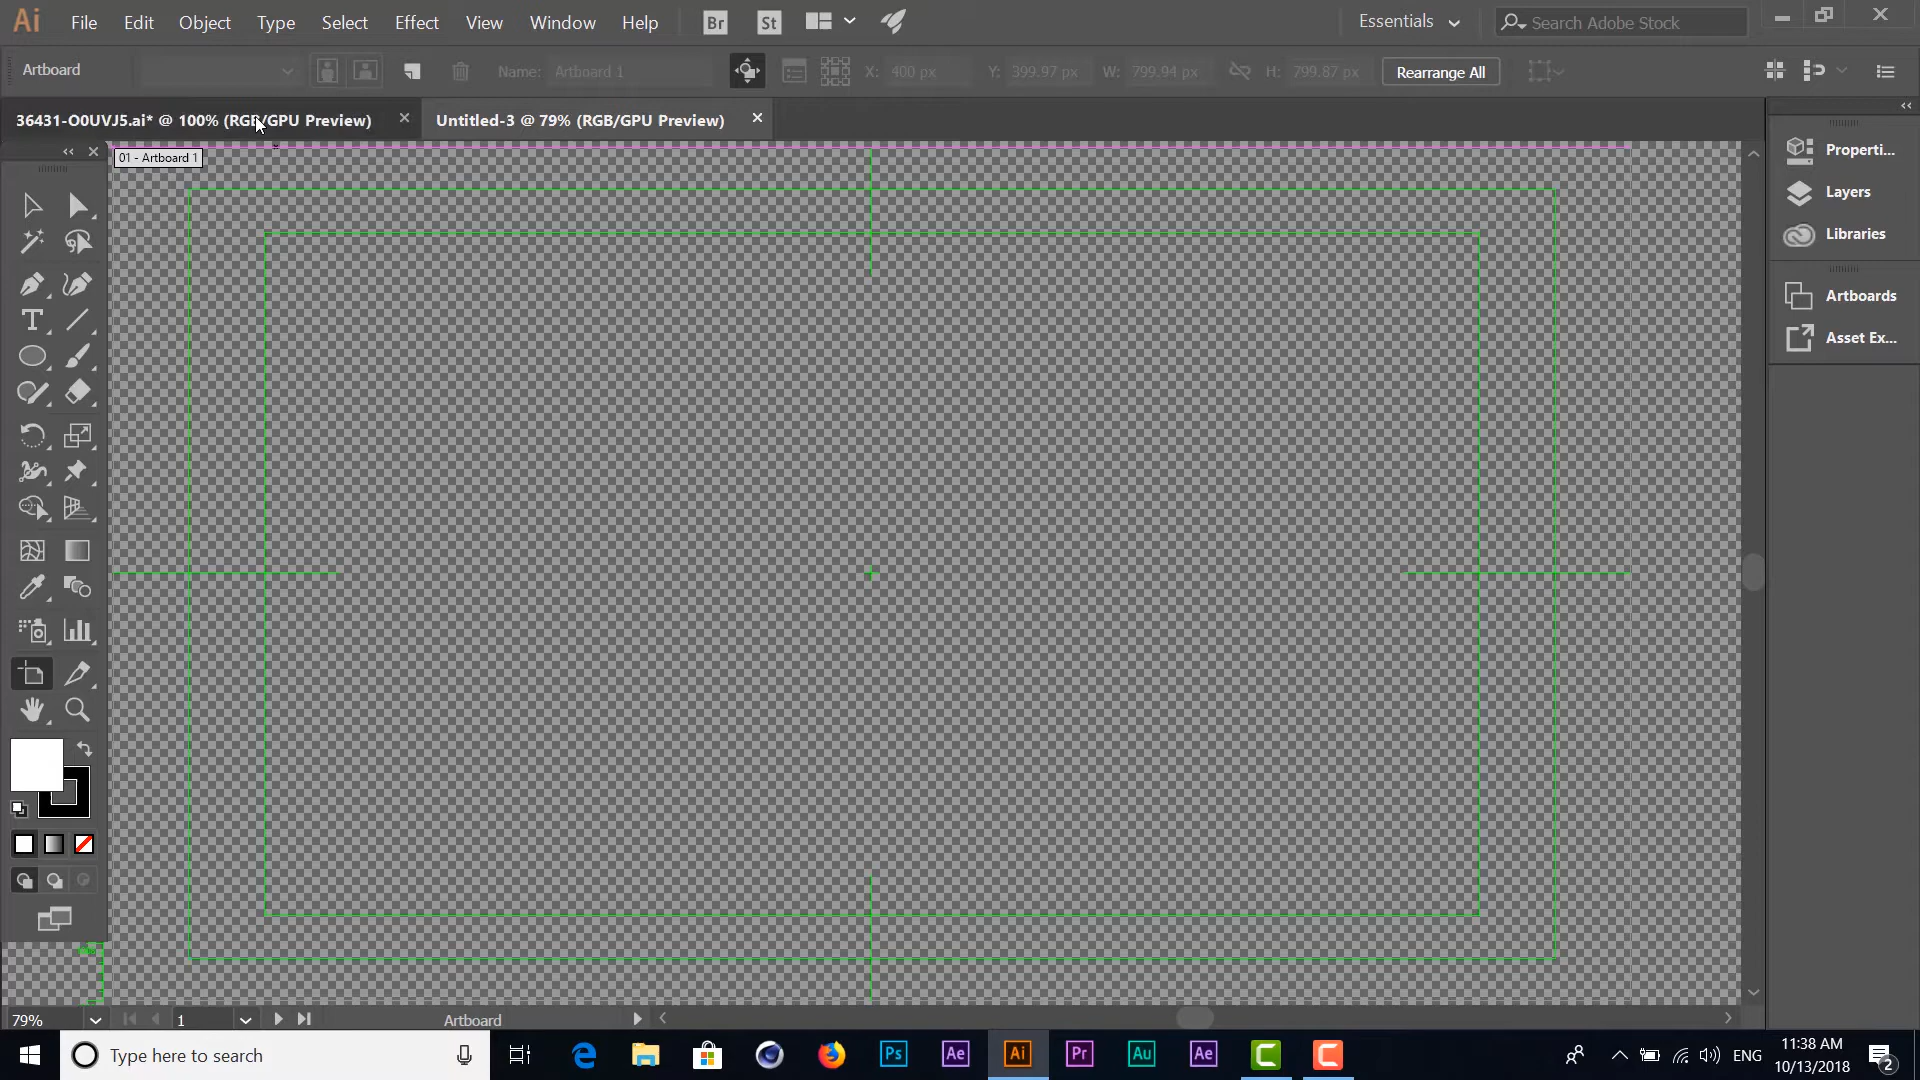 Ai File Edit Object Type Select Effect View Window Help Br St Essentials Search Adobe Stock
Artboard Name: Artboard 1 X: 400 px Y: 399.97 px W: 799.94 px H: 799.87 px Rearrange All
36431-O0UVJ5.ai* @ 100% (RGB/GPU Preview) Untitled-3 @ 79% (RGB/GPU Preview)
01 - Artboard 1
Properti...
Layers
Libraries
Artboards
Asset Ex...
79% 1 Artboard
Type here to search Ps Ae Ai Pr Au Ae ENG 11:38 AM
10/13/2018 2